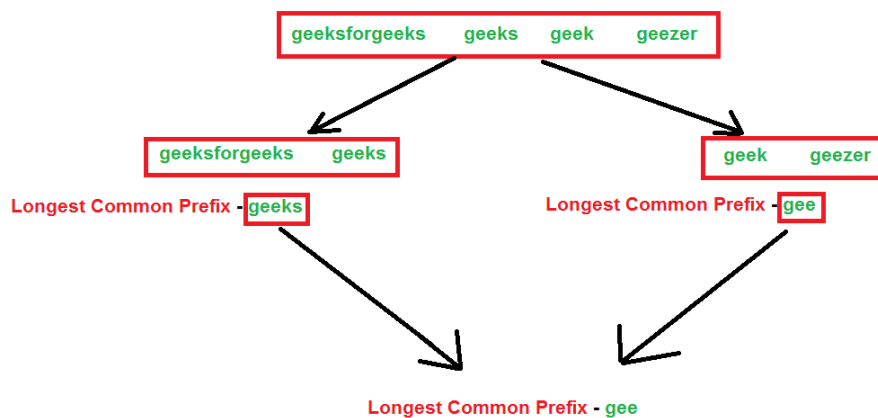 geeksforgeeks geeks geek geezer
geeksforgeeks geeks
geek geezer
Longest Common Prefix - geeks
Longest Common Prefix - gee
Longest Common Prefix - gee